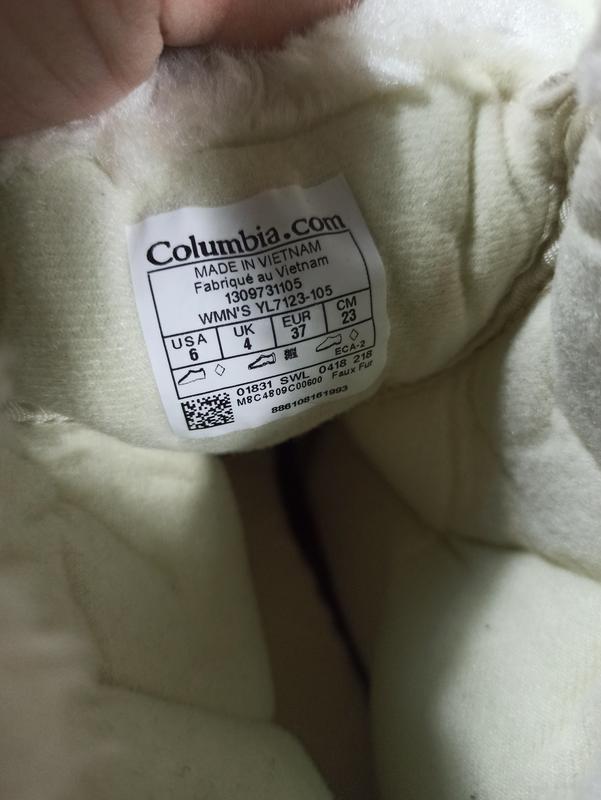 Columbia.com
MADE IN VIETNAM
Fabriqué au Vietnam
1309731105
WMN'S YL7123-105
USA UK EUR CM
6 4 37 23
ECA-2
01831 SWL 0418 218
M8C4809C00600 Faux Fur
886108161993